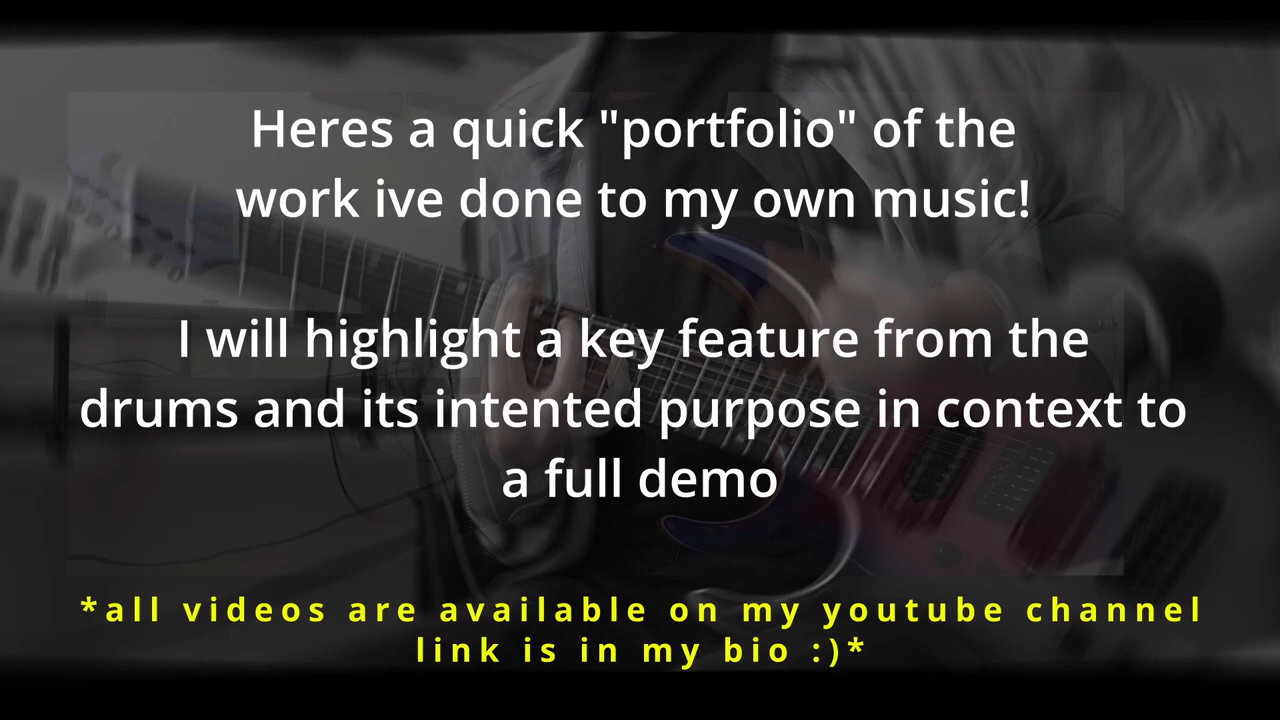 Heres a quick "portfolio" of the
work ive done to my own music!
I will highlight a key feature from the
drums and its intented purpose in context to
a full demo
*all videos are available on my youtube channel
link is in my bio :)*